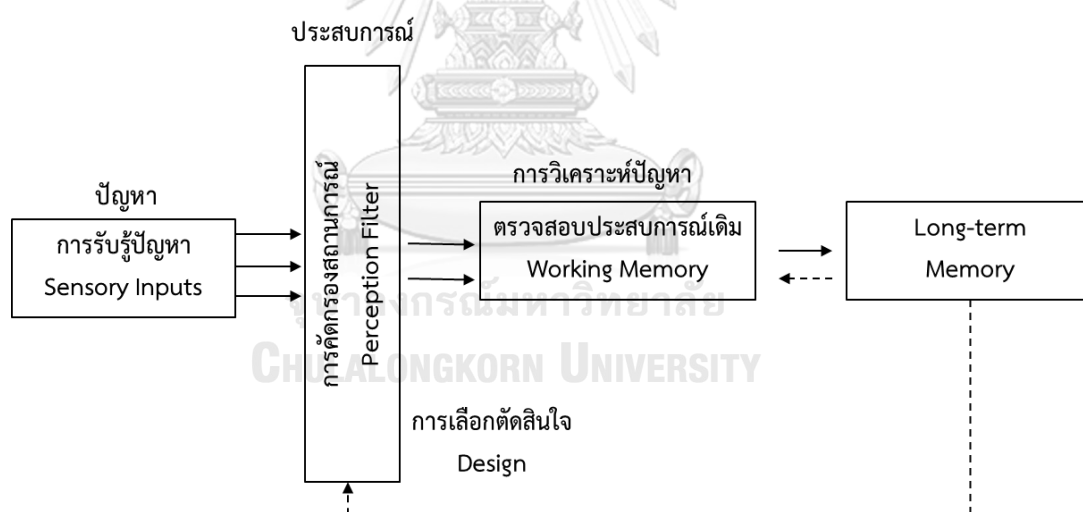 ประสบการณ์
การคัดกรองสถานการณ์
Perception Filter
ปัญหา
การรับรู้ปัญหา
Sensory Inputs
การวิเคราะห์ปัญหา
ตรวจสอบประสบการณ์เดิม
Working Memory
Long-term
Memory
จุฬาลงกรณ์มหาวิทยาลัย
CHULALONGKORN UNIVERSITY
การเลือกตัดสินใจ
Design